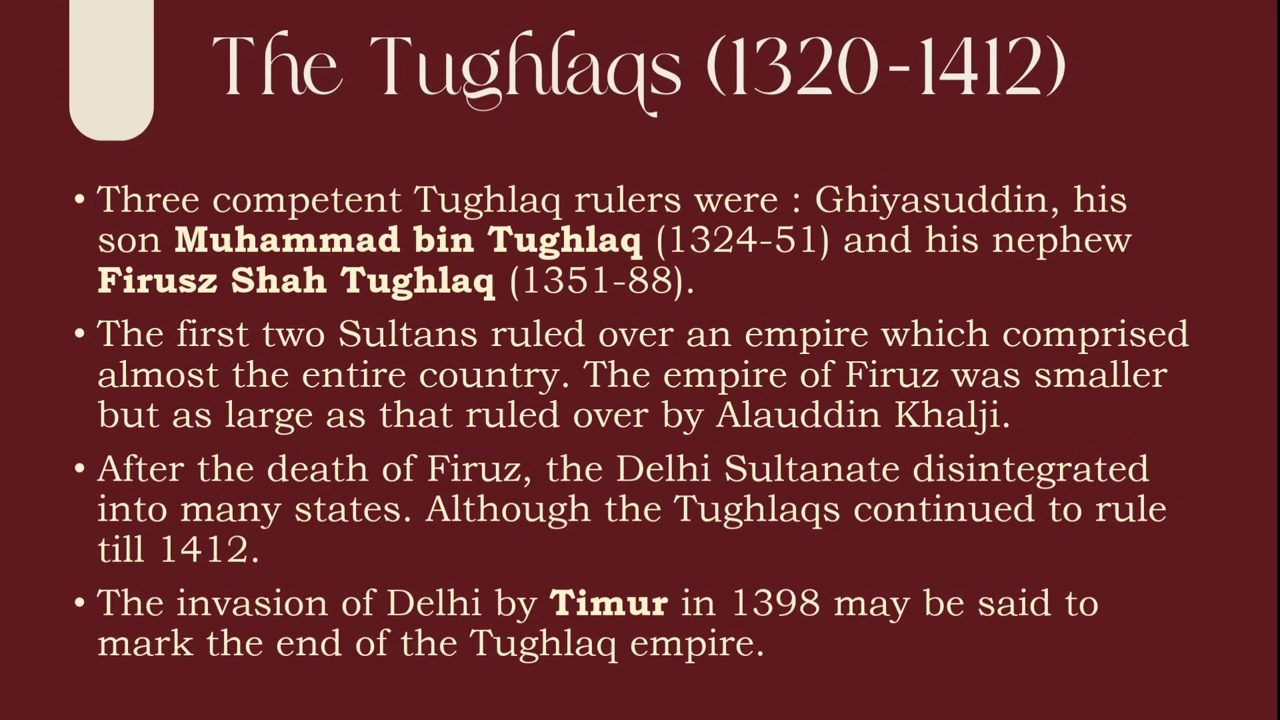 The Tughlaqs (1320-1412)
• Three competent Tughlaq rulers were : Ghiyasuddin, his
son Muhammad bin Tughlaq (1324-51) and his nephew
Firusz Shah Tughlaq (1351-88).
• The first two Sultans ruled over an empire which comprised
almost the entire country. The empire of Firuz was smaller
but as large as that ruled over by Alauddin Khalji.
• After the death of Firuz, the Delhi Sultanate disintegrated
into many states. Although the Tughlaqs continued to rule
till 1412.
• The invasion of Delhi by Timur in 1398 may be said to
mark the end of the Tughlaq empire.